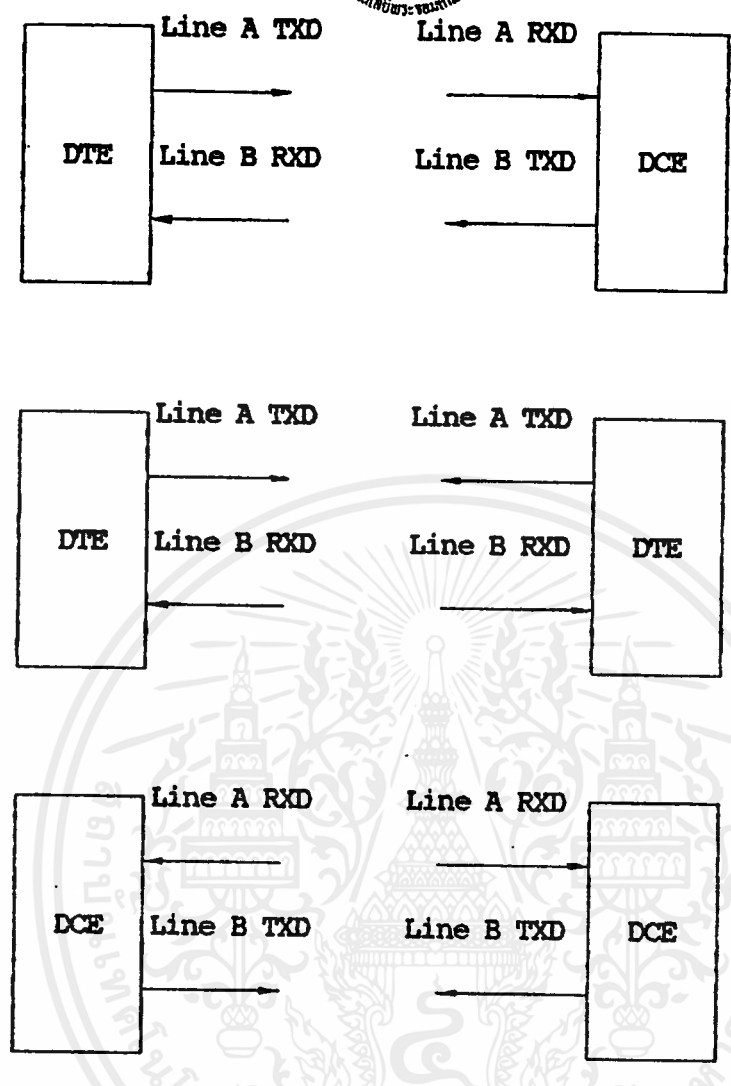 Line A TXD Line A RXD
DTE Line B RXD Line B TXD DCE
Line A TXD Line A TXD
DTE Line B RXD Line B RXD DTE
Line A RXD Line A RXD
DCE Line B TXD Line B TXD DCE